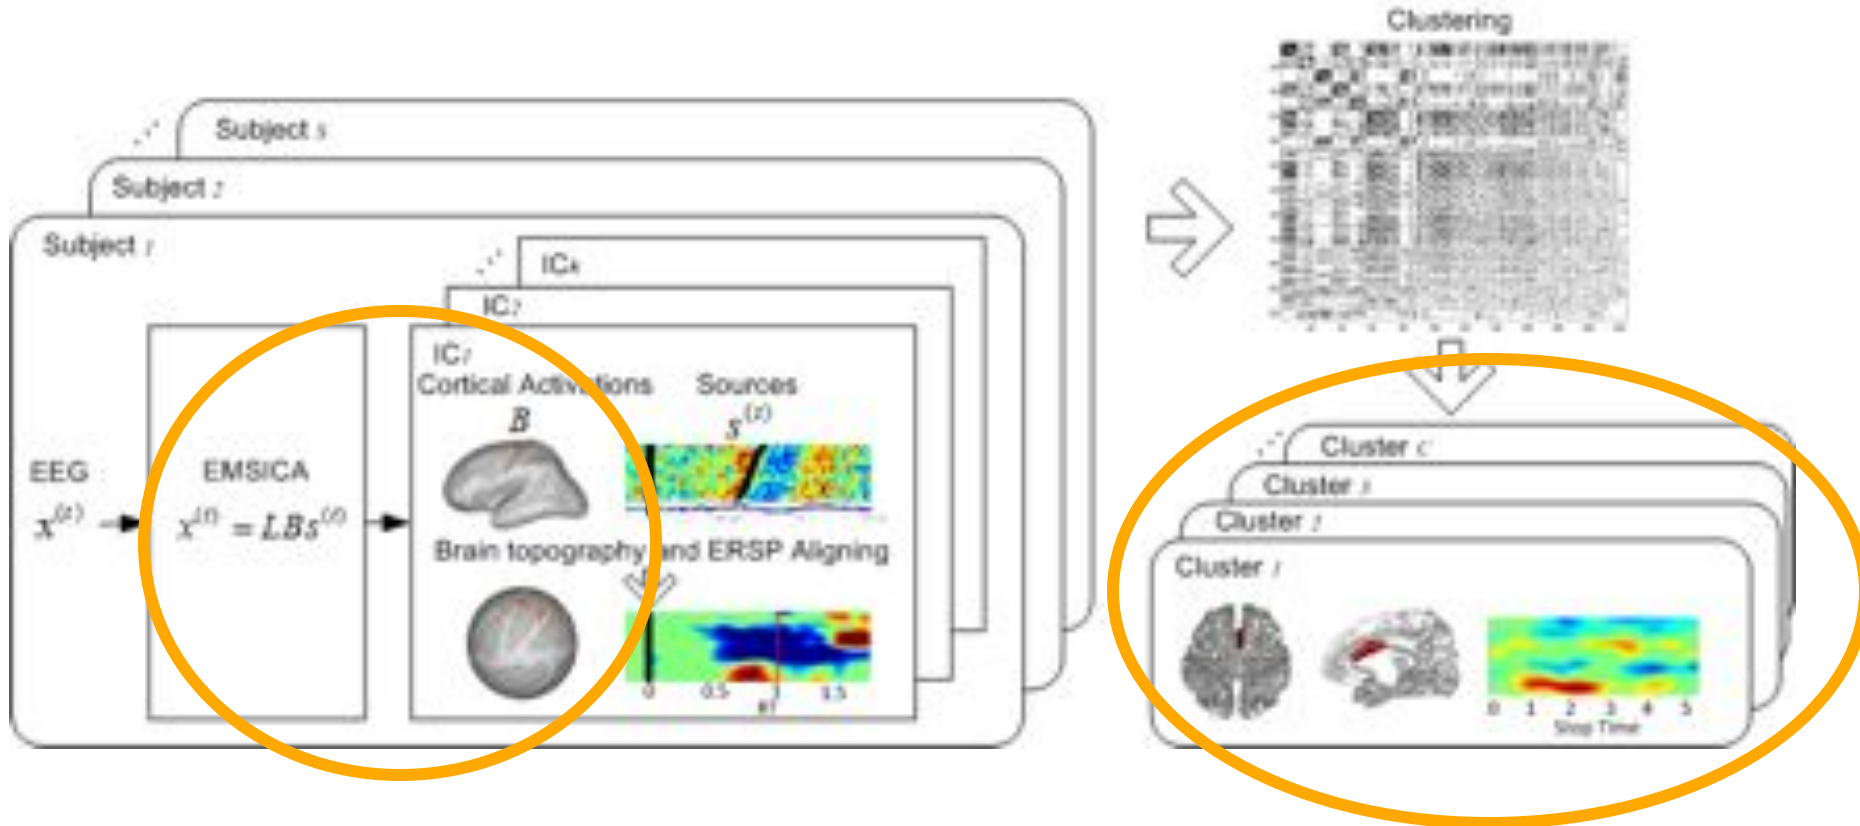 Clustering
Subject s
Subject 2
Subject 1
ICk
IC2
IC1
Cortical Activations
Sources
B
s^(t)
EEG
x^(t)
EMSICA
x^(t) = LBs^(t)
Brain topography and ERSP Aligning
0 0.5 1 1.5
RT
Cluster C
Cluster 3
Cluster 2
Cluster 1
0 1 2 3 4 5
Stop Time